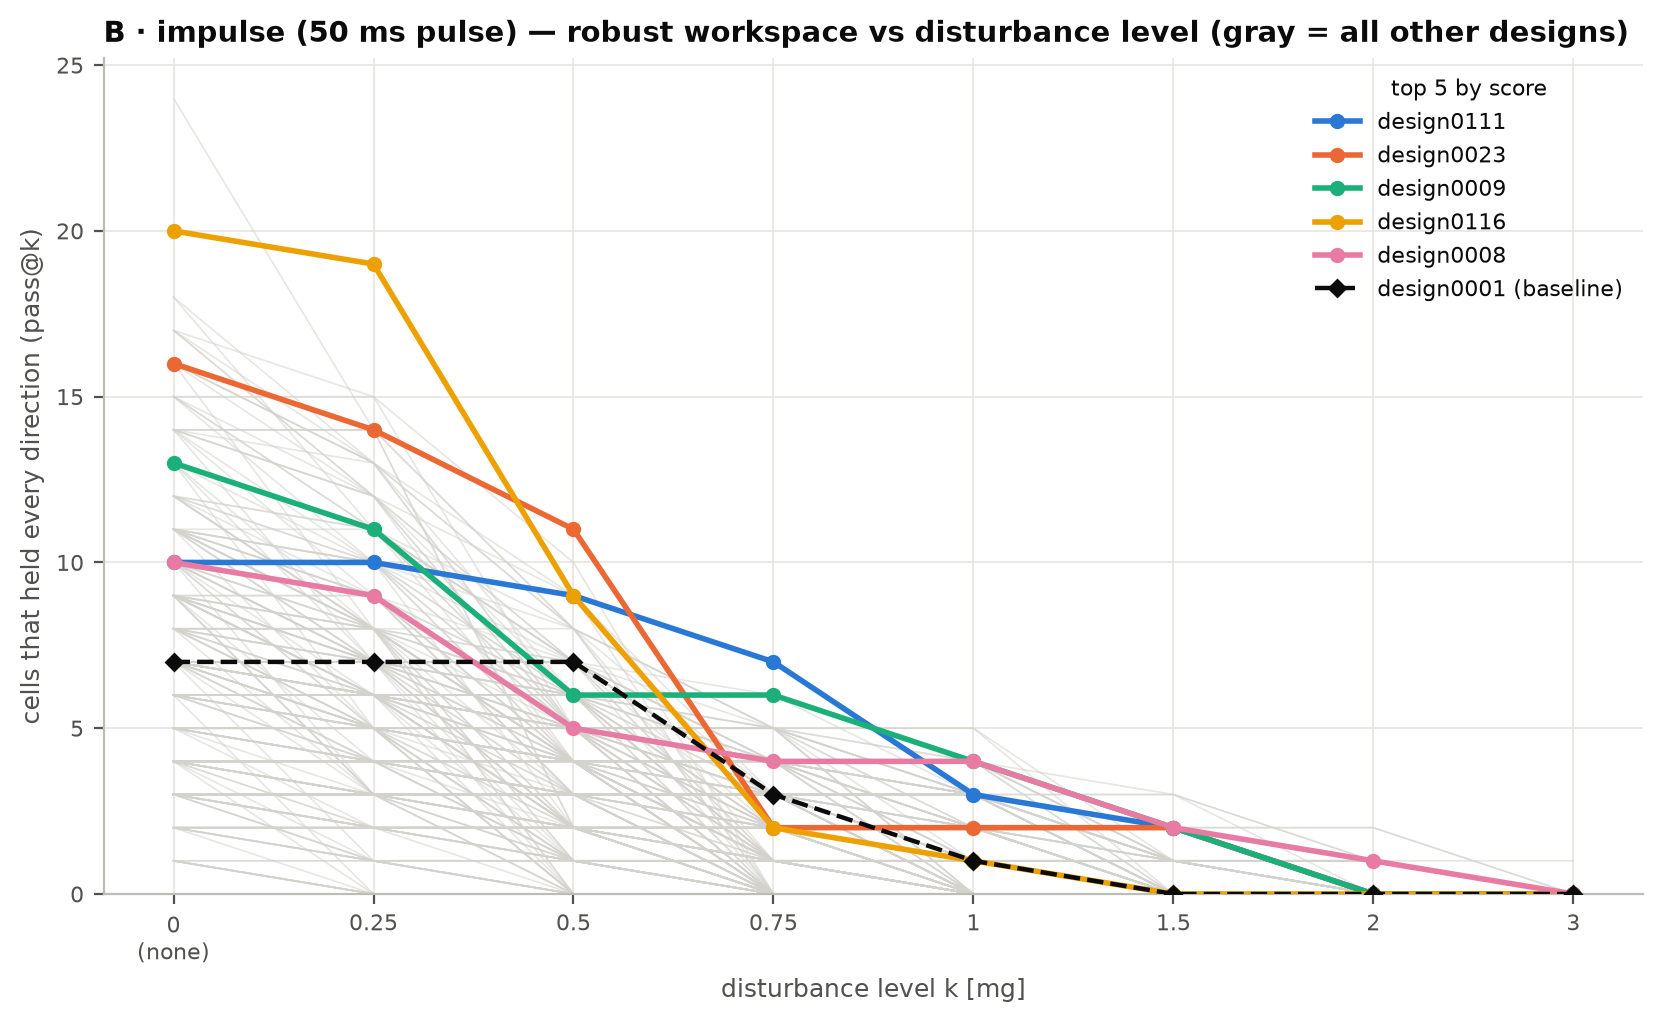 B · impulse (50 ms pulse) — robust workspace vs disturbance level (gray = all other designs)
cells that held every direction (pass@k)
25
20
15
10
5
0
top 5 by score
design0111
design0023
design0009
design0116
design0008
design0001 (baseline)
0
(none)
0.25
0.5
0.75
1
1.5
2
3
disturbance level k [mg]